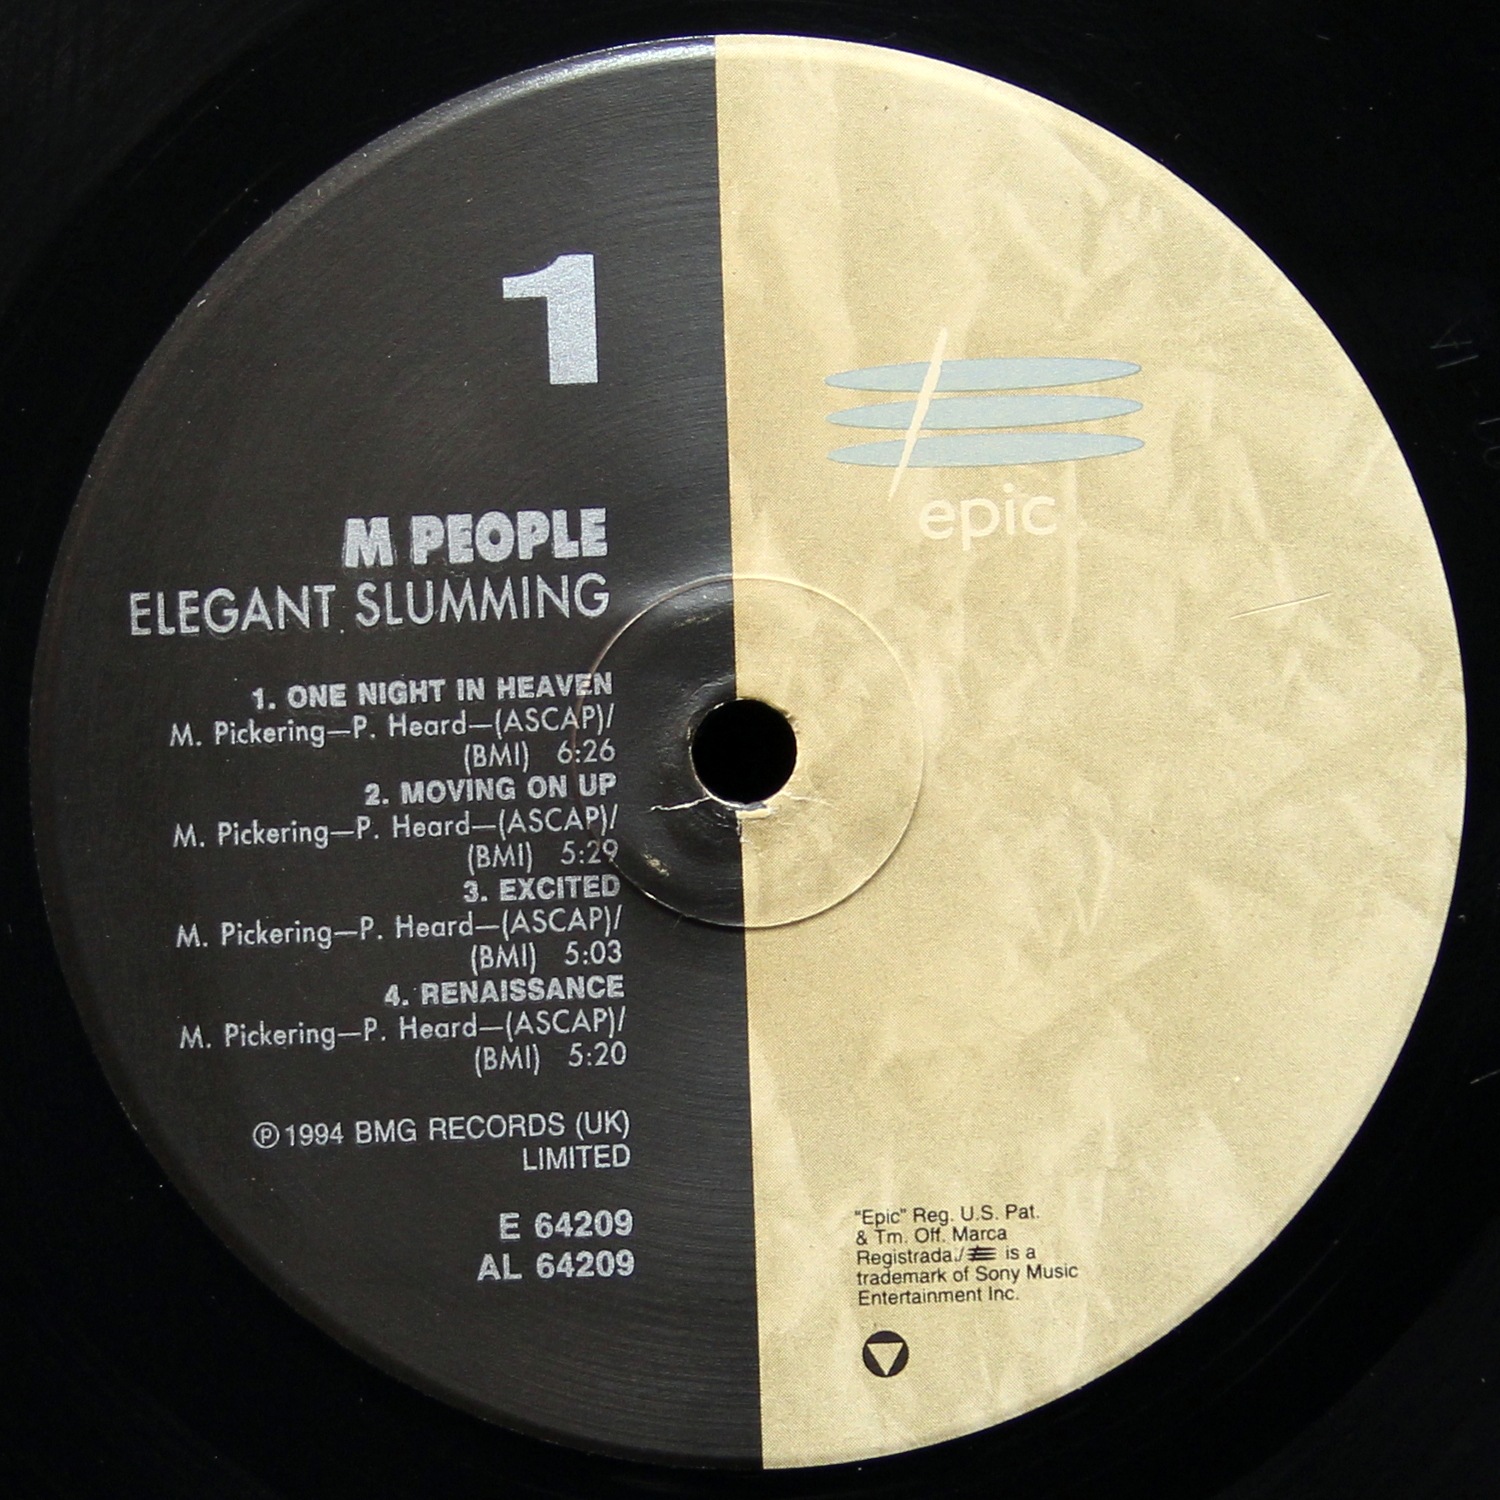 1
M PEOPLE
ELEGANT SLUMMING
1. ONE NIGHT IN HEAVEN
M. Pickering—P. Heard—(ASCAP)/
(BMI) 6:26
2. MOVING ON UP
M. Pickering—P. Heard—(ASCAP)/
(BMI) 5:29
3. EXCITED
M. Pickering—P. Heard—(ASCAP)/
(BMI) 5:03
4. RENAISSANCE
M. Pickering—P. Heard—(ASCAP)/
(BMI) 5:20
℗1994 BMG RECORDS (UK)
LIMITED
E 64209
AL 64209
epic
"Epic" Reg. U.S. Pat.
& Tm. Off. Marca
Registrada./ is a
trademark of Sony Music
Entertainment Inc.